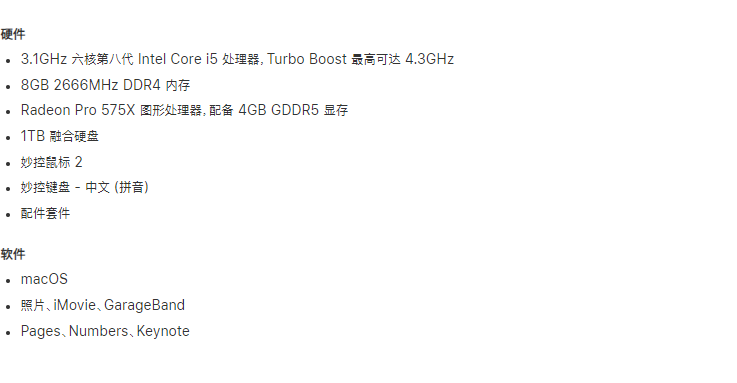 硬件
3.1GHz 六核第八代 Intel Core i5 处理器, Turbo Boost 最高可达 4.3GHz
8GB 2666MHz DDR4 内存
Radeon Pro 575X 图形处理器, 配备 4GB GDDR5 显存
1TB 融合硬盘
妙控鼠标 2
妙控键盘 - 中文 (拼音)
配件套件
软件
macOS
照片、iMovie、GarageBand
Pages、Numbers、Keynote